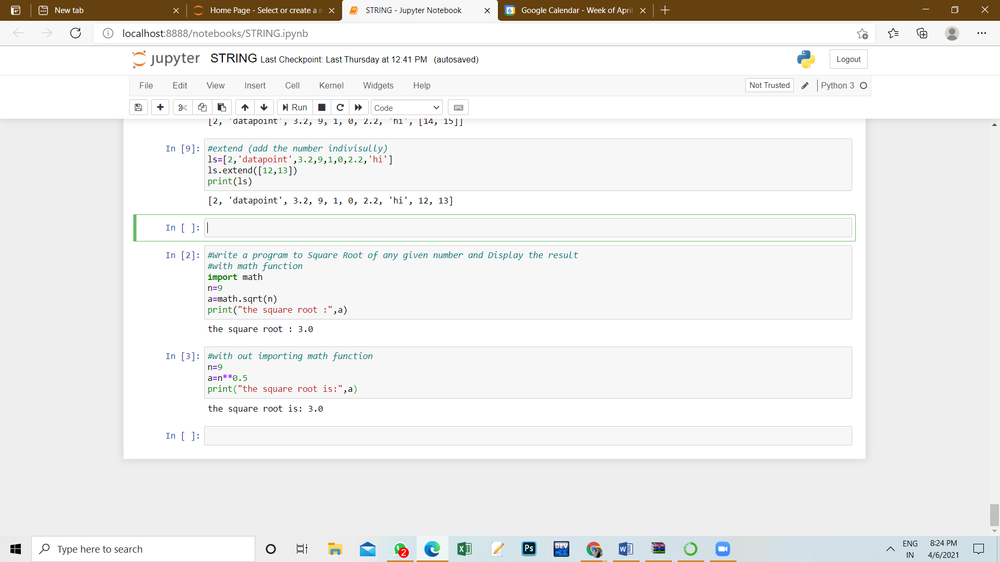 New tab
Home Page - Select or create a n
STRING - Jupyter Notebook
6
Google Calendar - Week of April
localhost:8888/notebooks/STRING.ipynb
jupyter STRING Last Checkpoint: Last Thursday at 12:41 PM (autosaved)
Logout
File Edit View Insert Cell Kernel Widgets Help
Not Trusted
Python 3
Run
Code
[2, 'datapoint', 3.2, 9, 1, 0, 2.2, 'hi', [14, 15]]
In [9]: #extend (add the number indivisully)
ls=[2,'datapoint',3.2,9,1,0,2.2,'hi']
ls.extend([12,13])
print(ls)
[2, 'datapoint', 3.2, 9, 1, 0, 2.2, 'hi', 12, 13]
In [ ]:
In [2]: #Write a program to Square Root of any given number and Display the result
#with math function
import math
n=9
a=math.sqrt(n)
print("the square root :",a)
the square root : 3.0
In [3]: #with out importing math function
n=9
a=n**0.5
print("the square root is:",a)
the square root is: 3.0
In [ ]:
Type here to search
2
Ps
DEV
C++
ENG
IN
8:24 PM
4/6/2021